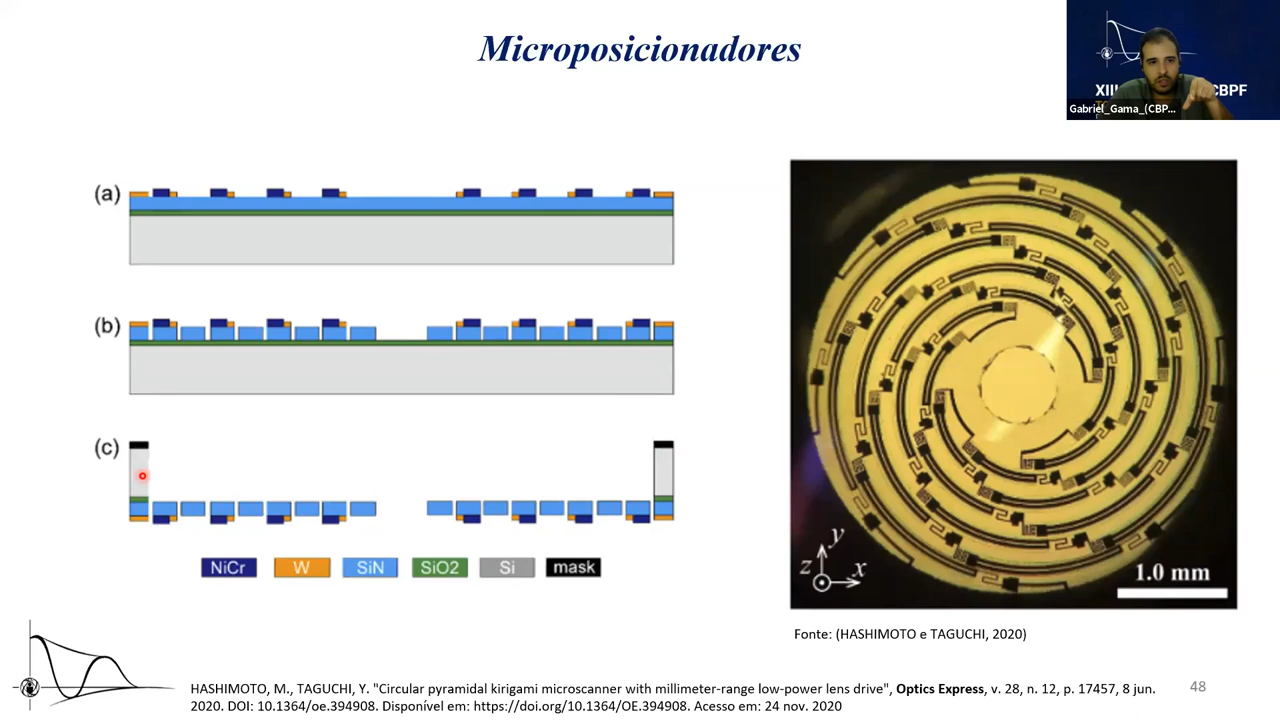 Microposicionadores
XIII
CBPF
Gabriel_Gama_(CBP...
(a)
(b)
(c)
NiCr W SiN SiO2 Si mask
y
z x
1.0 mm
Fonte: (HASHIMOTO e TAGUCHI, 2020)
HASHIMOTO, M., TAGUCHI, Y. "Circular pyramidal kirigami microscanner with millimeter-range low-power lens drive", Optics Express, v. 28, n. 12, p. 17457, 8 jun.
2020. DOI: 10.1364/oe.394908. Disponível em: https://doi.org/10.1364/OE.394908. Acesso em: 24 nov. 2020
48